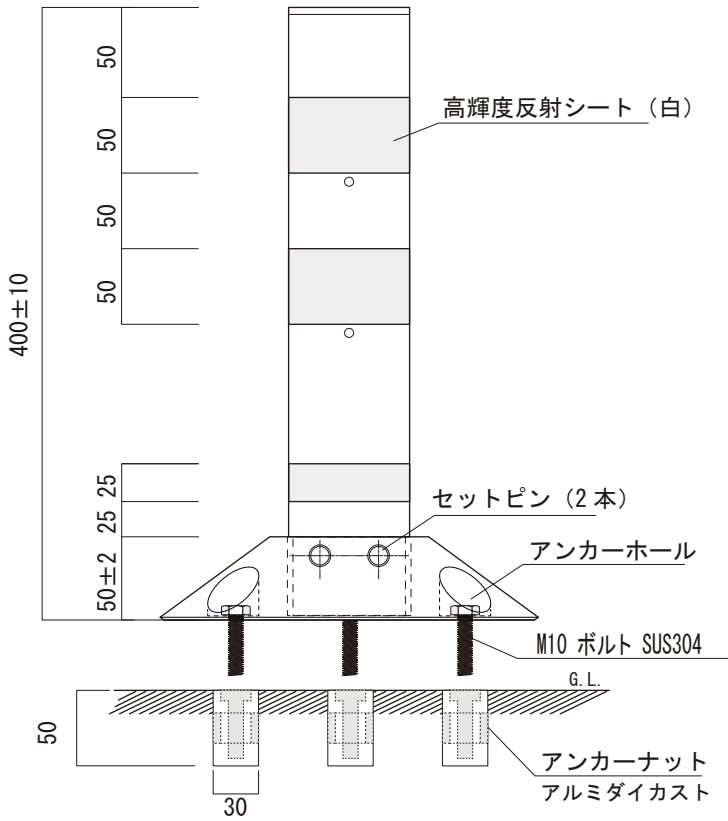 50
高輝度反射シート（白）
50
50
50
400±10
25
セットピン（2本）
25
アンカーホール
50±2
M10 ボルト SUS304
G.L.
50
アンカーナット
アルミダイカスト
30